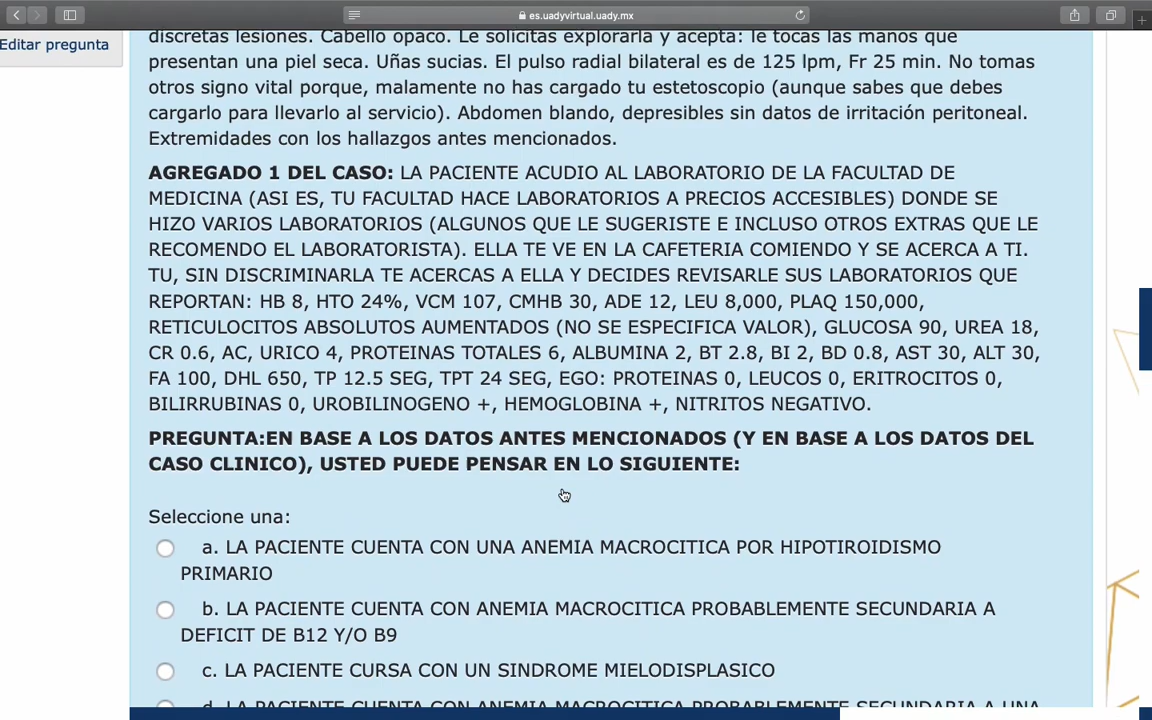 es.uadyvirtual.uady.mx
Editar pregunta
discretas lesiones. Cabello opaco. Le solicitas explorarla y acepta: le tocas las manos que
presentan una piel seca. Uñas sucias. El pulso radial bilateral es de 125 lpm, Fr 25 min. No tomas
otros signo vital porque, malamente no has cargado tu estetoscopio (aunque sabes que debes
cargarlo para llevarlo al servicio). Abdomen blando, depresibles sin datos de irritación peritoneal.
Extremidades con los hallazgos antes mencionados.
AGREGADO 1 DEL CASO: LA PACIENTE ACUDIO AL LABORATORIO DE LA FACULTAD DE
MEDICINA (ASI ES, TU FACULTAD HACE LABORATORIOS A PRECIOS ACCESIBLES) DONDE SE
HIZO VARIOS LABORATORIOS (ALGUNOS QUE LE SUGERISTE E INCLUSO OTROS EXTRAS QUE LE
RECOMENDO EL LABORATORISTA). ELLA TE VE EN LA CAFETERIA COMIENDO Y SE ACERCA A TI.
TU, SIN DISCRIMINARLA TE ACERCAS A ELLA Y DECIDES REVISARLE SUS LABORATORIOS QUE
REPORTAN: HB 8, HTO 24%, VCM 107, CMHB 30, ADE 12, LEU 8,000, PLAQ 150,000,
RETICULOCITOS ABSOLUTOS AUMENTADOS (NO SE ESPECIFICA VALOR), GLUCOSA 90, UREA 18,
CR 0.6, AC, URICO 4, PROTEINAS TOTALES 6, ALBUMINA 2, BT 2.8, BI 2, BD 0.8, AST 30, ALT 30,
FA 100, DHL 650, TP 12.5 SEG, TPT 24 SEG, EGO: PROTEINAS 0, LEUCOS 0, ERITROCITOS 0,
BILIRRUBINAS 0, UROBILINOGENO +, HEMOGLOBINA +, NITRITOS NEGATIVO.
PREGUNTA:EN BASE A LOS DATOS ANTES MENCIONADOS (Y EN BASE A LOS DATOS DEL
CASO CLINICO), USTED PUEDE PENSAR EN LO SIGUIENTE:
Seleccione una:
a. LA PACIENTE CUENTA CON UNA ANEMIA MACROCITICA POR HIPOTIROIDISMO
PRIMARIO
b. LA PACIENTE CUENTA CON ANEMIA MACROCITICA PROBABLEMENTE SECUNDARIA A
DEFICIT DE B12 Y/O B9
c. LA PACIENTE CURSA CON UN SINDROME MIELODISPLASICO
d. LA PACIENTE CUENTA CON ANEMIA MACROCITICA PROBABLEMENTE SECUNDARIA A UNA